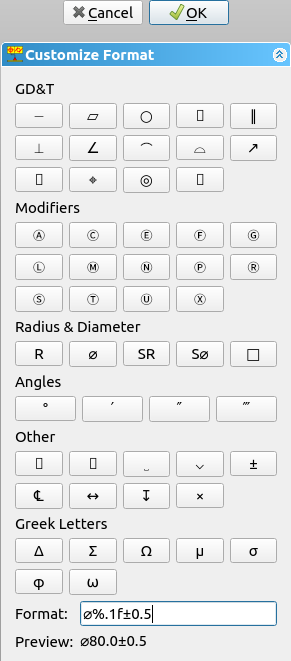 Cancel OK
Customize Format
GD&T
⏤ ▱ ○ ∥
⊥ ∠ ⌒ ⌓ ↗
⌖ ◎
Modifiers
Ⓐ Ⓒ Ⓔ Ⓕ Ⓖ
Ⓛ Ⓜ Ⓝ Ⓟ Ⓡ
Ⓢ Ⓣ Ⓤ Ⓧ
Radius & Diameter
R ⌀ SR S⌀ □
Angles
° ′ ″ ‴
Other
⌵ ±
℄ ↔ ↧ ×
Greek Letters
Δ Σ Ω μ σ
φ ω
Format: ⌀%.1f±0.5
Preview: ⌀80.0±0.5